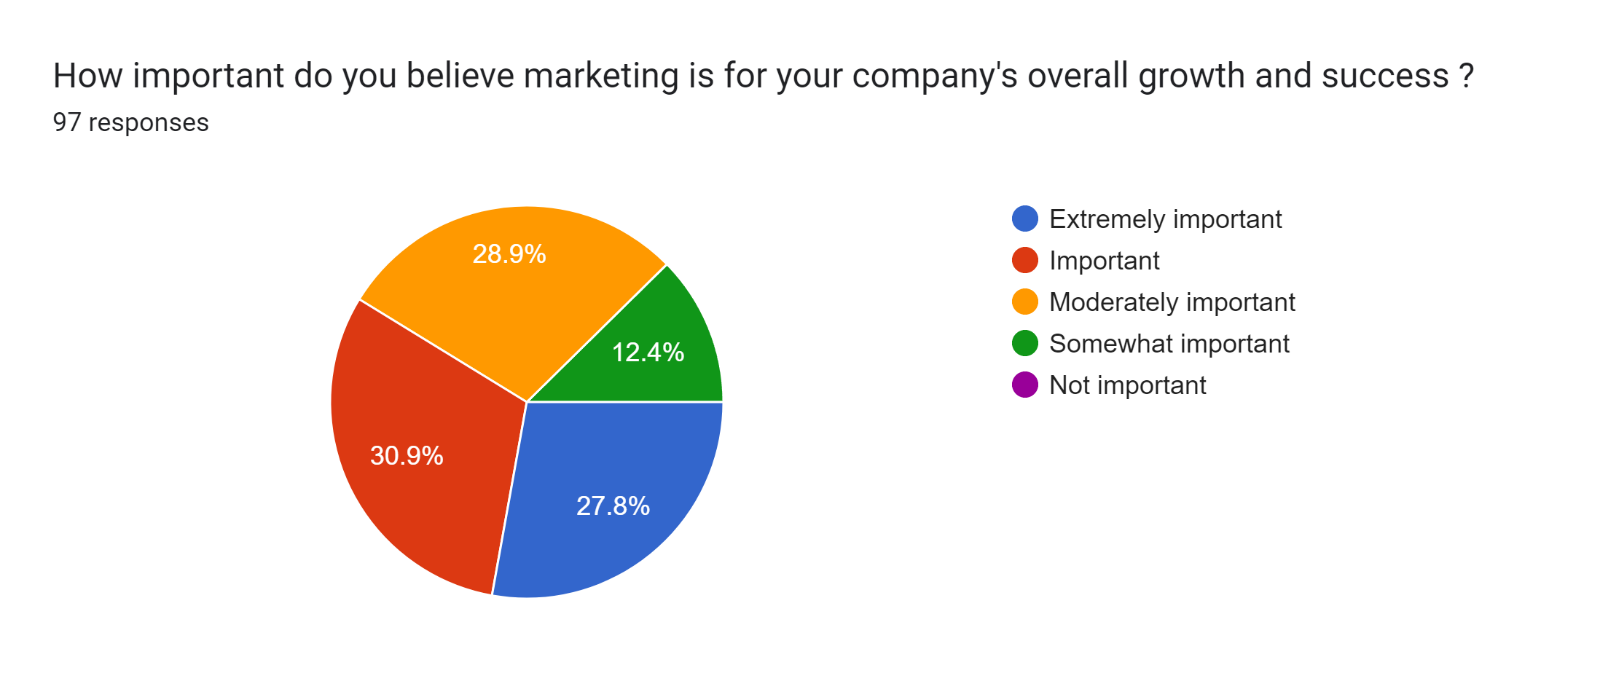 How important do you believe marketing is for your company's overall growth and success ?
97 responses
28.9%
12.4%
30.9%
27.8%
Extremely important
Important
Moderately important
Somewhat important
Not important